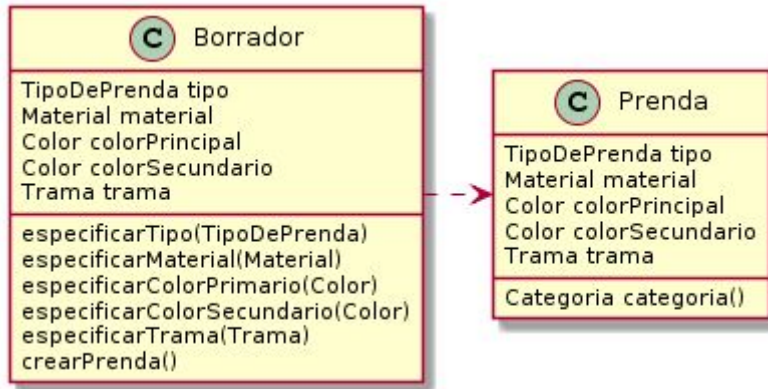 C Borrador
TipoDePrenda tipo
Material material
Color colorPrincipal
Color colorSecundario
Trama trama
especificarTipo(TipoDePrenda)
especificarMaterial(Material)
especificarColorPrimario(Color)
especificarColorSecundario(Color)
especificarTrama(Trama)
crearPrenda()
C Prenda
TipoDePrenda tipo
Material material
Color colorPrincipal
Color colorSecundario
Trama trama
Categoria categoria()